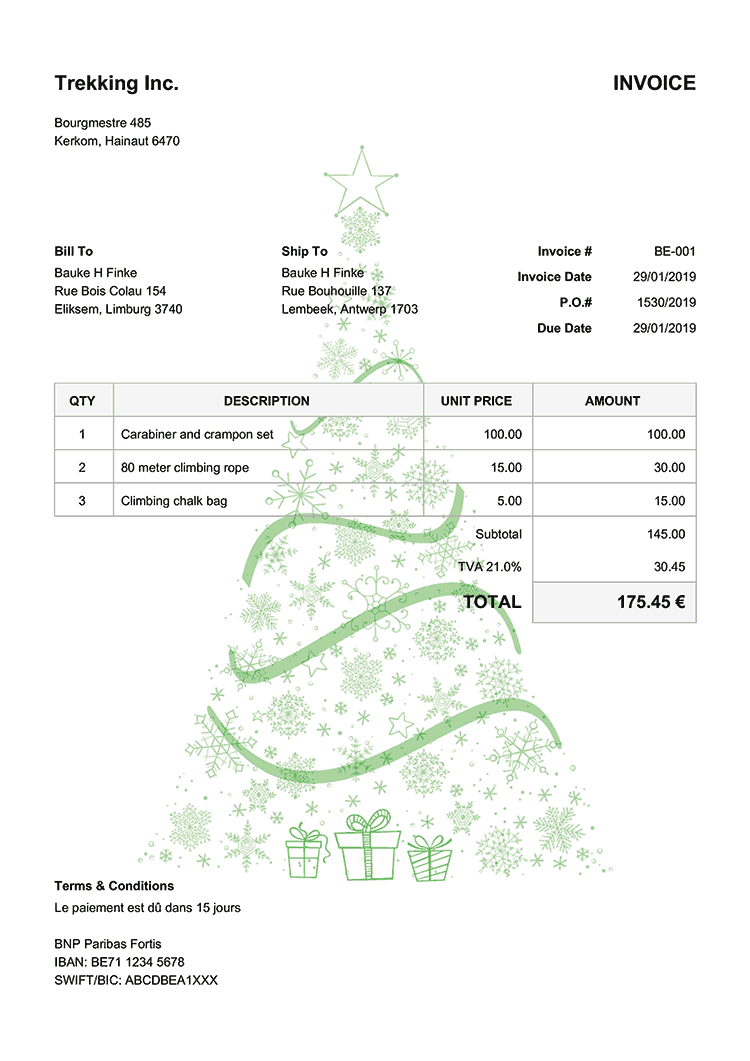 Trekking Inc.
INVOICE
Bourgmestre 485
Kerkom, Hainaut 6470
Bill To
Bauke H Finke
Rue Bois Colau 154
Eliksem, Limburg 3740
Ship To
Bauke H Finke
Rue Bouhouille 137
Lembeek, Antwerp 1703
Invoice # BE-001
Invoice Date 29/01/2019
P.O.# 1530/2019
Due Date 29/01/2019
QTY DESCRIPTION UNIT PRICE AMOUNT
1 Carabiner and crampon set 100.00 100.00
2 80 meter climbing rope 15.00 30.00
3 Climbing chalk bag 5.00 15.00
Subtotal 145.00
TVA 21.0% 30.45
TOTAL 175.45 €
Terms & Conditions
Le paiement est dû dans 15 jours
BNP Paribas Fortis
IBAN: BE71 1234 5678
SWIFT/BIC: ABCDBEA1XXX